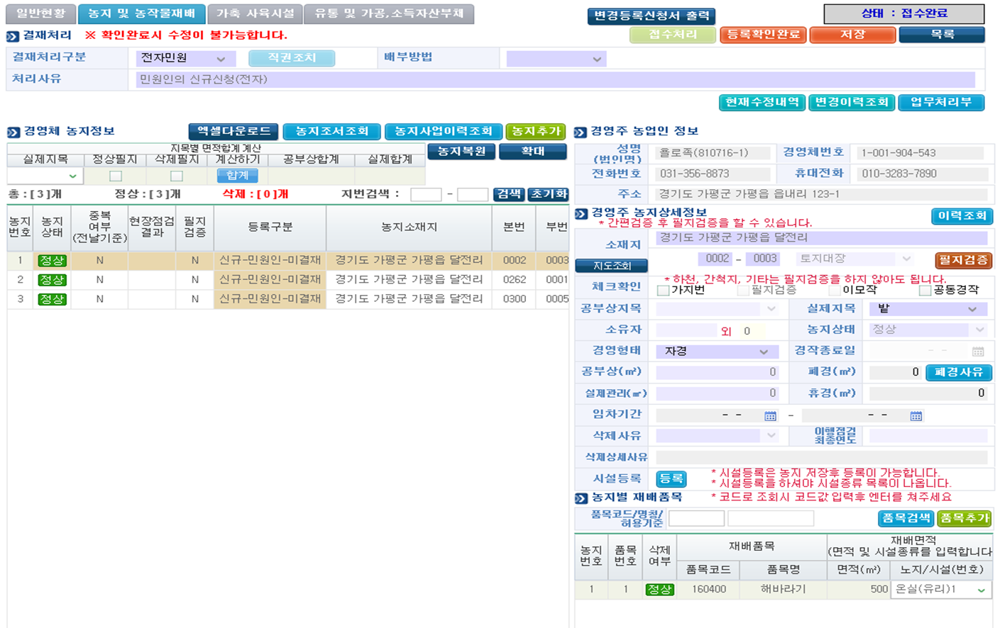 일반현황 농지 및 농작물재배 가축 사육시설 유통 및 가공,소득자산부채
변경등록신청서 출력 상태 : 접수완료
결재처리 ※ 확인완료시 수정이 불가능합니다.
접수처리 등록확인완료 저장 목록
결재처리구분 전자민원 직권조치 배부방법
처리사유 민원인의 신규신청(전자)
현재수정내역 변경이력조회 업무처리부
경영체 농지정보 엑셀다운로드 농지조서조회 농지사업이력조회 농지추가
지목별 면적합계계산 농지복원 확대
실제지목 정상필지 삭제필지 계산하기 공부상합계 실제합계
합계
총 : [ 3 ]개 정상 : [ 3 ]개 삭제 : [ 0 ]개 지번검색 : - 검색 초기화
농지번호 농지상태 중복여부(전날기준) 현장점검결과 필지검증 등록구분 농지소재지 본번 부번
1 정상 N N 신규-민원인-미결재 경기도 가평군 가평읍 달전리 0002 0003
2 정상 N N 신규-민원인-미결재 경기도 가평군 가평읍 달전리 0262 0001
3 정상 N N 신규-민원인-미결재 경기도 가평군 가평읍 달전리 0300 0005
경영주 농업인 정보
성명(법인명) 욜로족(810716-1) 경영체번호 1-001-904-543
전화번호 031-356-8873 휴대전화 010-3283-7890
주소 경기도 가평군 가평읍 읍내리 123-1
경영주 농지상세정보 이력조회
* 간편검증 후 필지검증을 할 수 있습니다.
소재지 경기도 가평군 가평읍 달전리
지도조회 0002 - 0003 토지대장 필지검증
* 하천, 간척지, 기타는 필지검증을 하지 않아도 됩니다.
체크확인 가지번 필지검증 이모작 공동경작
공부상지목 실제지목 밭
소유자 외 0 농지상태 정상
경영형태 자경 경작종료일 - -
공부상(㎡) 0 폐경(㎡) 0 폐경사유
실제관리(㎡) 0 휴경(㎡) 0
임차기간 - - - - -
삭제사유 이행점검 최종연도
삭제상세사유
시설등록 등록 * 시설등록은 농지 저장후 등록이 가능합니다.
* 시설등록을 하셔야 시설종류 목록이 나옵니다.
농지별 재배품목 * 코드로 조회시 코드값 입력후 엔터를 쳐주세요
품목코드/명칭/허용기준 품목검색 품목추가
농지번호 품목번호 삭제여부 재배품목 재배면적
(면적 및 시설종류를 입력합니다
품목코드 품목명 면적(㎡) 노지/시설(번호)
1 1 정상 160400 해바라기 500 온실(유리)1